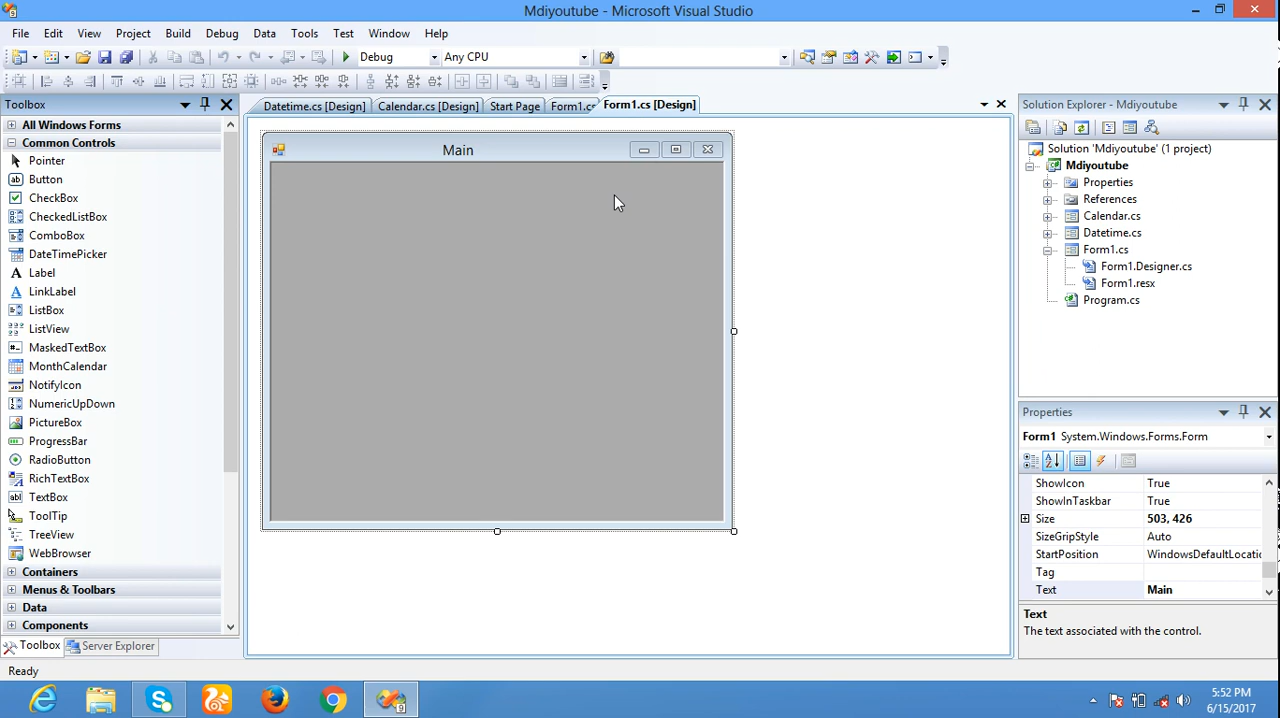 Mdiyoutube - Microsoft Visual Studio
File Edit View Project Build Debug Data Tools Test Window Help
Debug Any CPU
Toolbox
Datetime.cs [Design] Calendar.cs [Design] Start Page Form1.cs Form1.cs [Design]
Solution Explorer - Mdiyoutube
All Windows Forms
Common Controls
Pointer
Button
CheckBox
CheckedListBox
ComboBox
DateTimePicker
Label
LinkLabel
ListBox
ListView
MaskedTextBox
MonthCalendar
NotifyIcon
NumericUpDown
PictureBox
ProgressBar
RadioButton
RichTextBox
TextBox
ToolTip
TreeView
WebBrowser
Containers
Menus & Toolbars
Data
Components
Toolbox Server Explorer
Main
Solution 'Mdiyoutube' (1 project)
Mdiyoutube
Properties
References
Calendar.cs
Datetime.cs
Form1.cs
Form1.Designer.cs
Form1.resx
Program.cs
Properties
Form1 System.Windows.Forms.Form
ShowIcon True
ShowInTaskbar True
Size 503, 426
SizeGripStyle Auto
StartPosition WindowsDefaultLocatio
Tag
Text Main
Text
The text associated with the control.
Ready
5:52 PM
6/15/2017